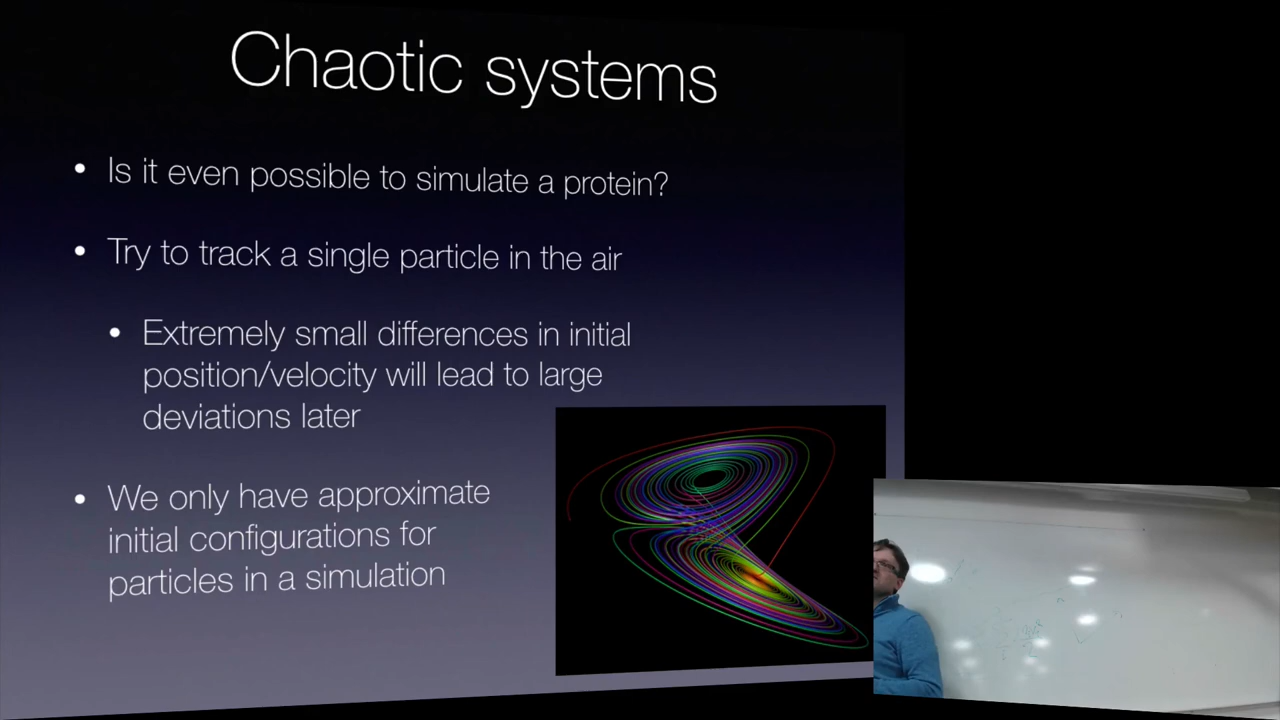 Chaotic systems
• Is it even possible to simulate a protein?
• Try to track a single particle in the air
• Extremely small differences in initial
position/velocity will lead to large
deviations later
• We only have approximate
initial configurations for
particles in a simulation